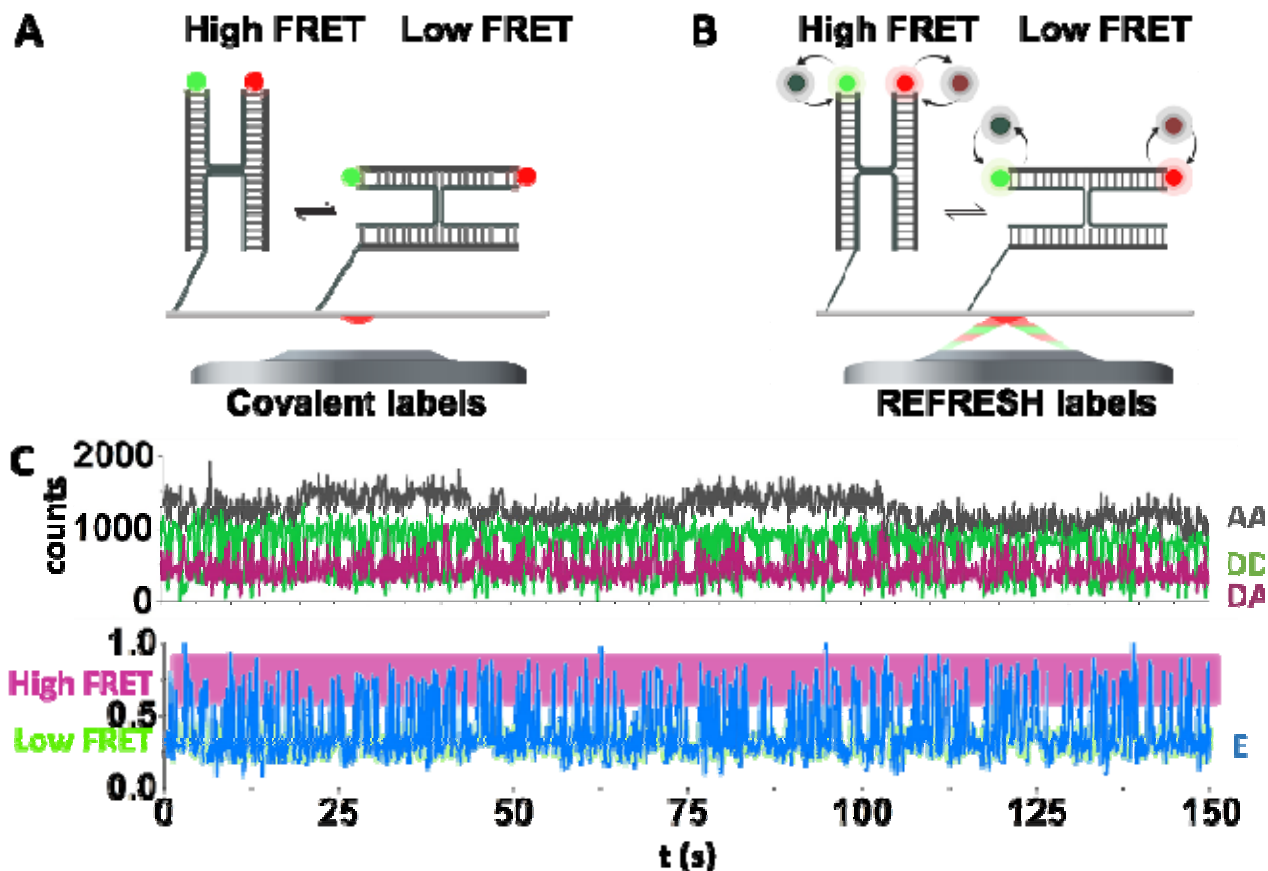 A High FRET Low FRET
B High FRET Low FRET
Covalent labels
REFRESH labels
C
counts
2000
1000
0
AA
DD
DA
High FRET
Low FRET
1.0
0.5
0.0
E
0 25 50 75 100 125 150
t (s)